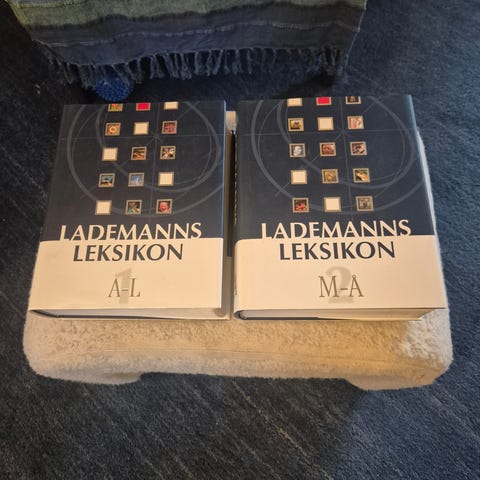 LADEMANNS
LEKSIKON
1
A-L
LADEMANNS
LEKSIKON
2
M-Å